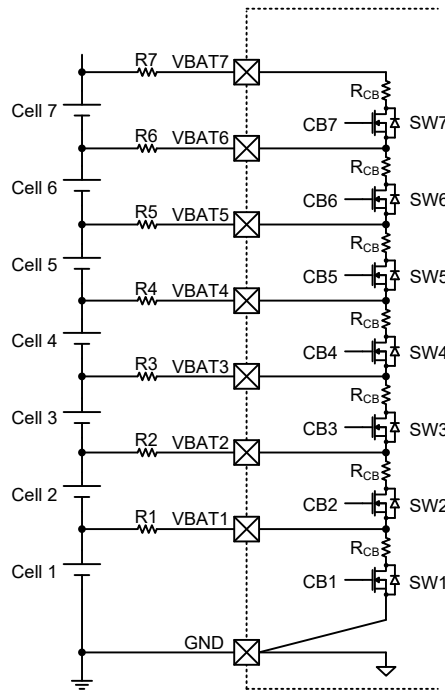 R7 VBAT7
RCB
Cell 7
CB7 SW7
R6 VBAT6
RCB
Cell 6
CB6 SW6
R5 VBAT5
RCB
Cell 5
CB5 SW5
R4 VBAT4
RCB
Cell 4
CB4 SW4
R3 VBAT3
RCB
Cell 3
CB3 SW3
R2 VBAT2
RCB
Cell 2
CB2 SW2
R1 VBAT1
RCB
Cell 1
CB1 SW1
GND